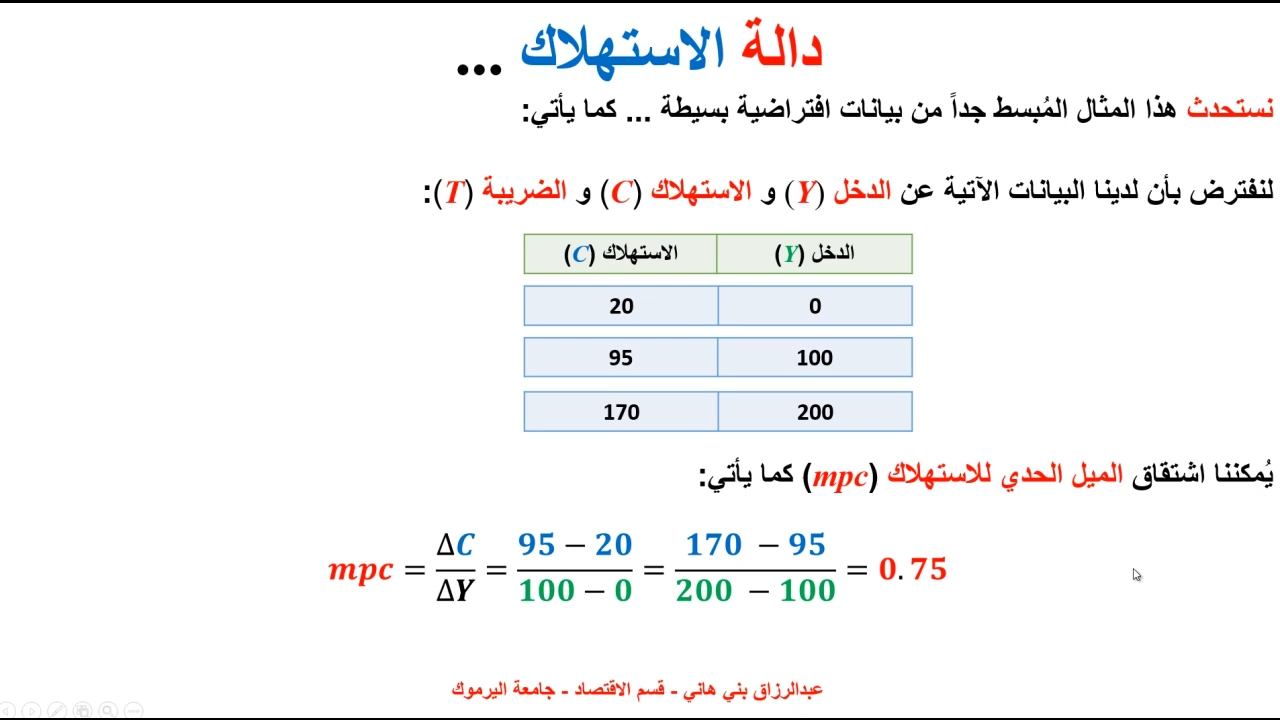 دالة الاستهلاك ...
نستحدث هذا المثال المُبسط جداً من بيانات افتراضية بسيطة ... كما يأتي:
لنفترض بأن لدينا البيانات الآتية عن الدخل (Y) و الاستهلاك (C) و الضريبة (T):
الدخل (Y) الاستهلاك (C)
0 20
100 95
200 170
يُمكننا اشتقاق الميل الحدي للاستهلاك (mpc) كما يأتي:
mpc = ΔC/ΔY = 95 − 20/100 − 0 = 170 − 95/200 − 100 = 0.75
عبدالرزاق بني هاني - قسم الاقتصاد - جامعة اليرموك